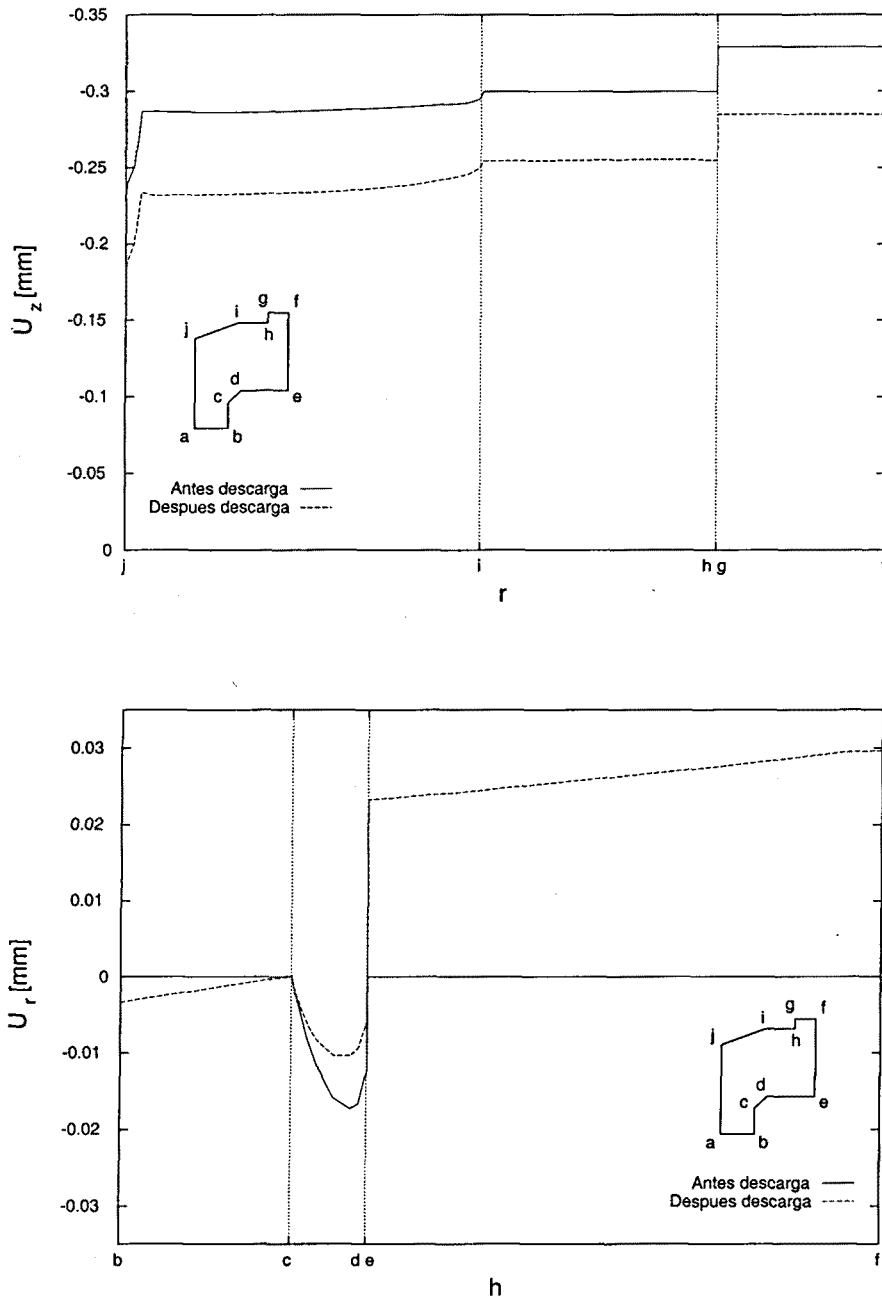 -0.35
-0.3
-0.25
-0.2
-0.15
-0.1
-0.05
0
U z [mm]
g f
i
j h
d
c
e
a b
Antes descarga
Despues descarga
j i h g
r
0.03
0.02
0.01
0
-0.01
-0.02
-0.03
U r [mm]
g f
i
j h
d
c
e
a b
Antes descarga
Despues descarga
b c d e f
h